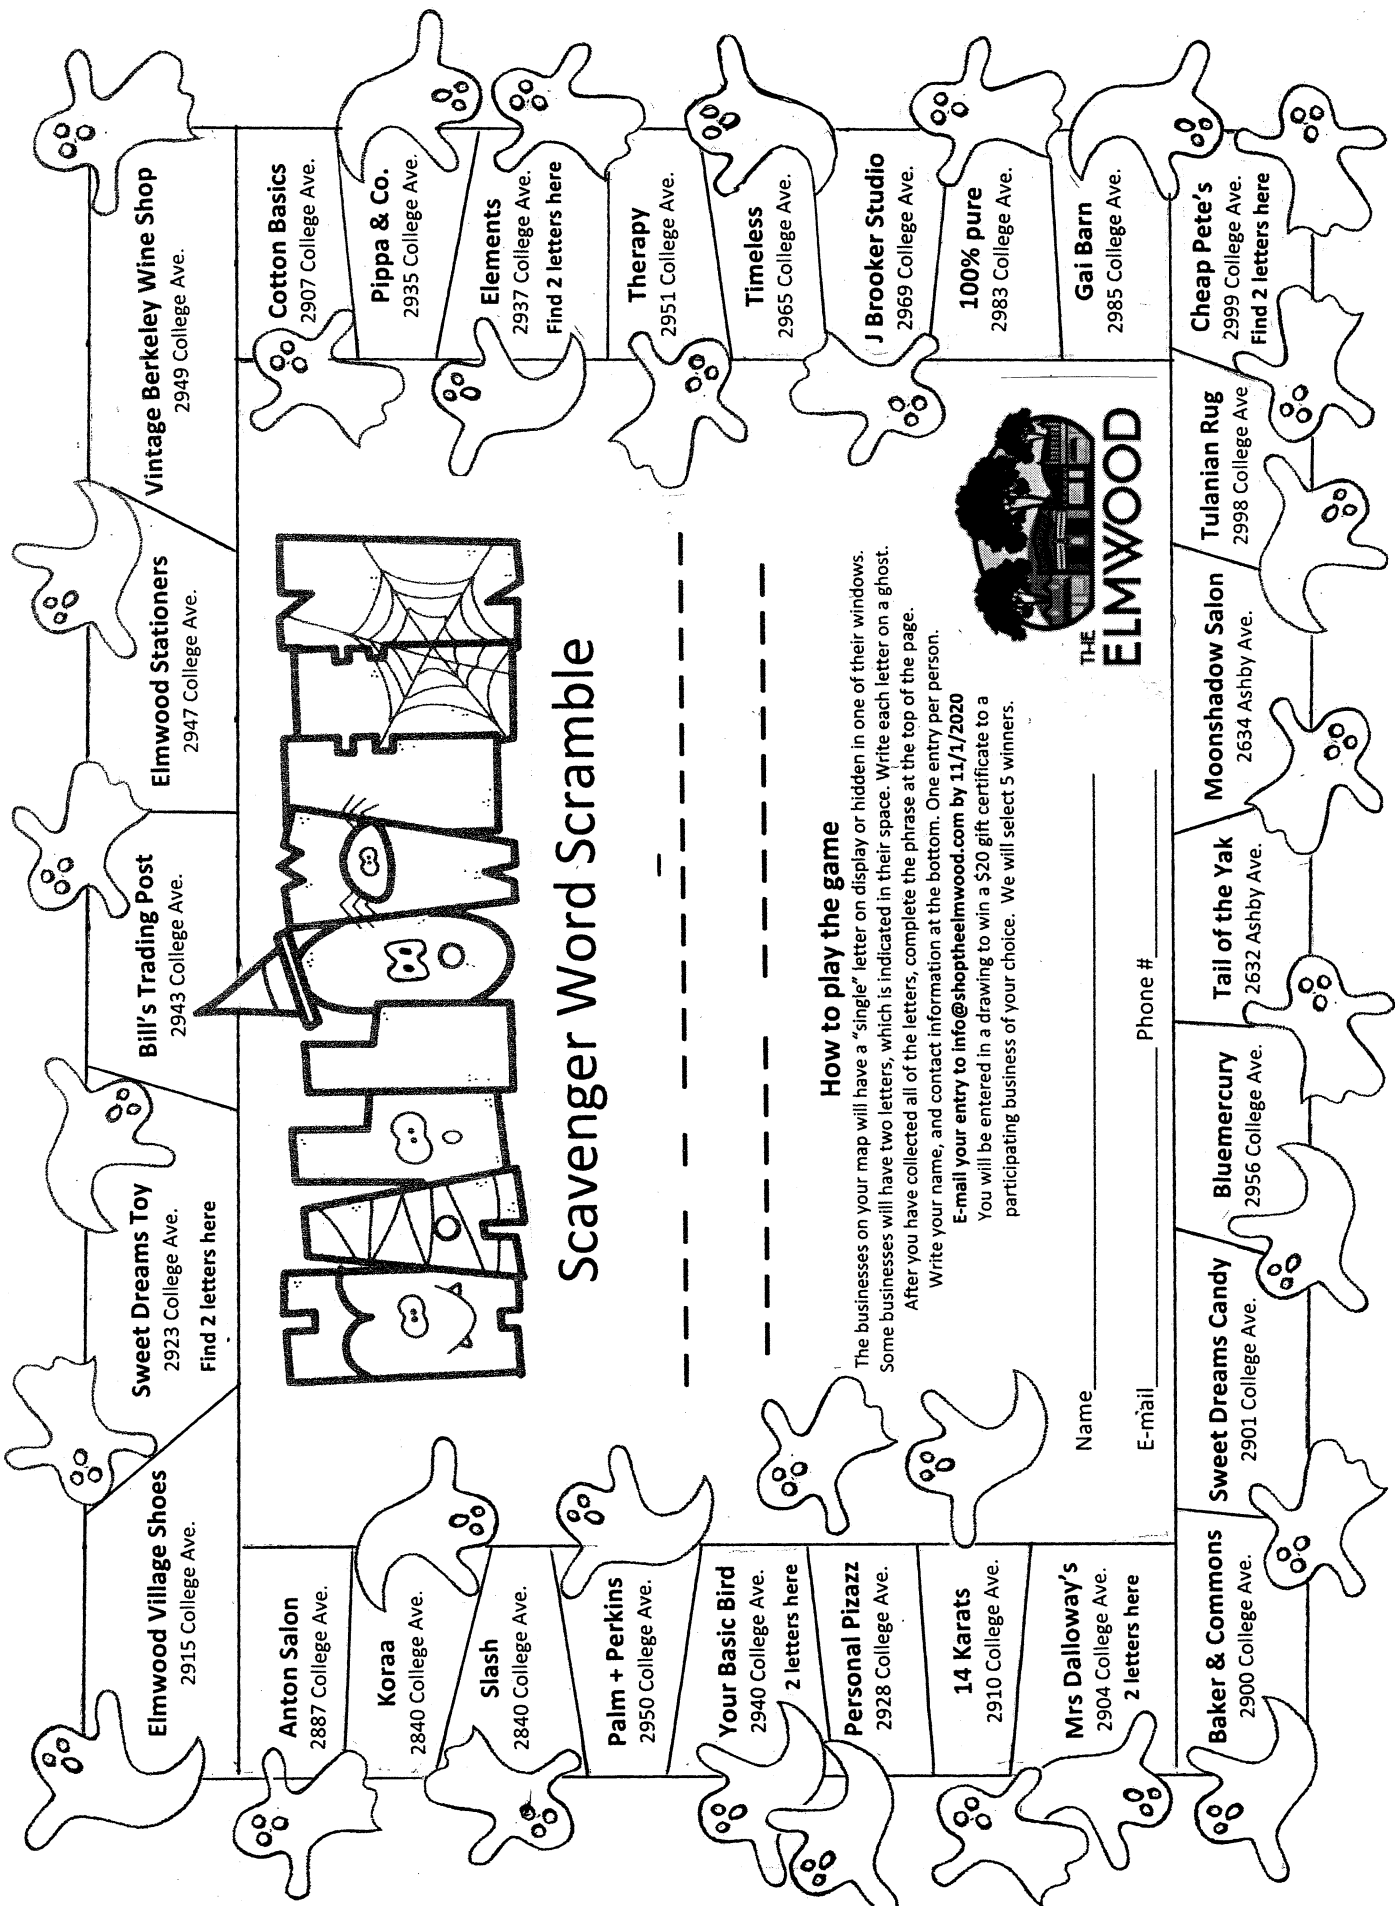 Elmwood Village Shoes
2915 College Ave.
Sweet Dreams Toy
2923 College Ave.
Find 2 letters here
Bill's Trading Post
2943 College Ave.
Elmwood Stationers
2947 College Ave.
Vintage Berkeley Wine Shop
2949 College Ave.
Anton Salon
2887 College Ave.
Koraa
2840 College Ave.
Slash
2840 College Ave.
Palm + Perkins
2950 College Ave.
Your Basic Bird
2940 College Ave.
2 letters here
Personal Pizazz
2928 College Ave.
14 Karats
2910 College Ave.
Mrs Dalloway's
2904 College Ave.
2 letters here
HALLOWEEN
Scavenger Word Scramble
How to play the game
The businesses on your map will have a "single" letter on display or hidden in one of their windows.
Some businesses will have two letters, which is indicated in their space. Write each letter on a ghost.
After you have collected all of the letters, complete the phrase at the top of the page.
Write your name, and contact information at the bottom. One entry per person.
E-mail your entry to info@shoptheelmwood.com by 11/1/2020
You will be entered in a drawing to win a $20 gift certificate to a
participating business of your choice. We will select 5 winners.
Name
E-mail Phone #
THE
ELMWOOD
Cotton Basics
2907 College Ave.
Pippa & Co.
2935 College Ave.
Elements
2937 College Ave.
Find 2 letters here
Therapy
2951 College Ave.
Timeless
2965 College Ave.
J Brooker Studio
2969 College Ave.
100% pure
2983 College Ave.
Gai Barn
2985 College Ave.
Baker & Commons
2900 College Ave.
Sweet Dreams Candy
2901 College Ave.
Bluemercury
2956 College Ave.
Tail of the Yak
2632 Ashby Ave.
Moonshadow Salon
2634 Ashby Ave.
Tulanian Rug
2998 College Ave
Cheap Pete's
2999 College Ave.
Find 2 letters here